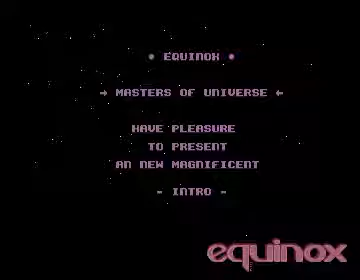 • EQUINOX •
→ MASTERS OF UNIVERSE ←
HAVE PLEASURE
TO PRESENT
AN NEW MAGNIFICENT
- INTRO -
equinox